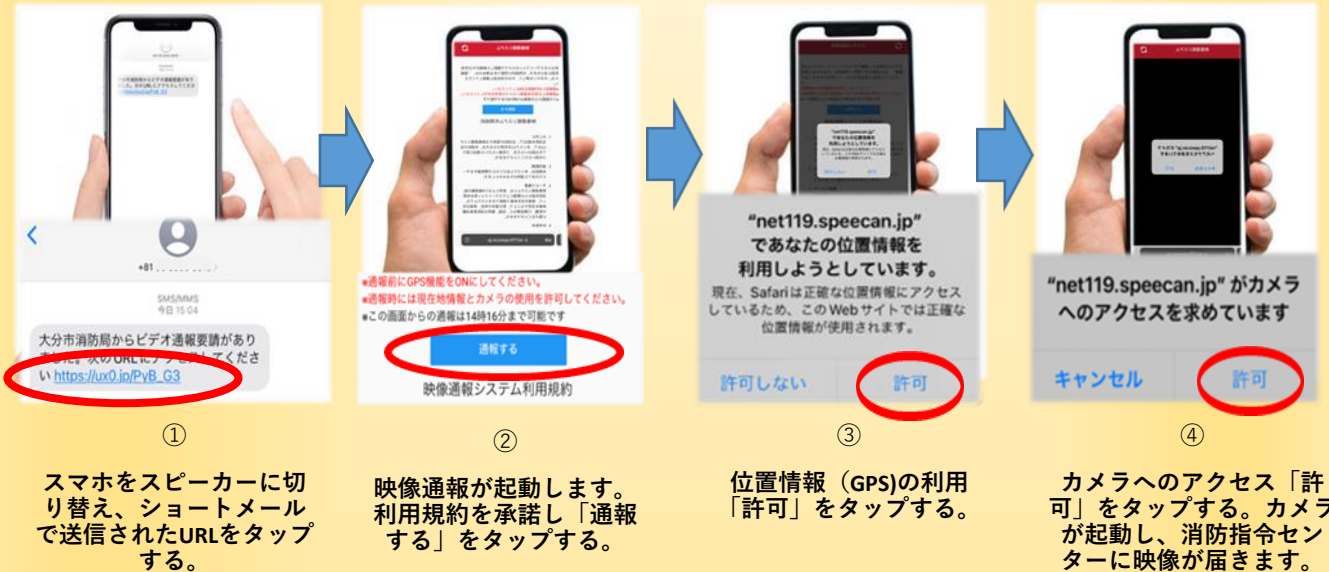 +81
SMS/MMS
今日 15:04
大分市消防局からビデオ通報要請があり
ました。次のURLにアクセスしてくださ
い https://ux0.jp/PyB_G3
①
スマホをスピーカーに切
り替え、ショートメール
で送信されたURLをタップ
する。
※通報前にGPS機能をONにしてください。
※通報時には現在地情報とカメラの使用を許可してください。
※この画面からの通報は14時16分まで可能です
通報する
映像通報システム利用規約
②
映像通報が起動します。
利用規約を承諾し「通報
する」をタップする。
"net119.speecan.jp"
であなたの位置情報を
利用しようとしています。
現在、Safariは正確な位置情報にアクセス
しているため、このWebサイトでは正確な
位置情報が使用されます。
許可しない 許可
③
位置情報（GPS)の利用
「許可」をタップする。
"net119.speecan.jp" がカメラ
へのアクセスを求めています
キャンセル 許可
④
カメラへのアクセス「許
可」をタップする。カメラ
が起動し、消防指令セン
ターに映像が届きます。